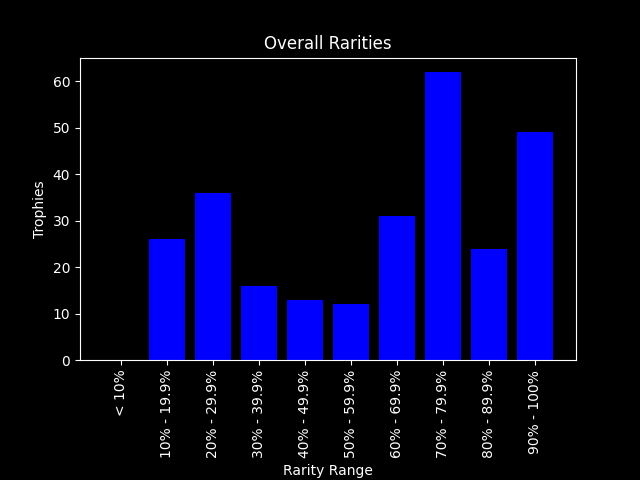 Overall Rarities
Trophies
60
50
40
30
20
10
0
< 10%
10% - 19.9%
20% - 29.9%
30% - 39.9%
40% - 49.9%
50% - 59.9%
60% - 69.9%
70% - 79.9%
80% - 89.9%
90% - 100%
Rarity Range